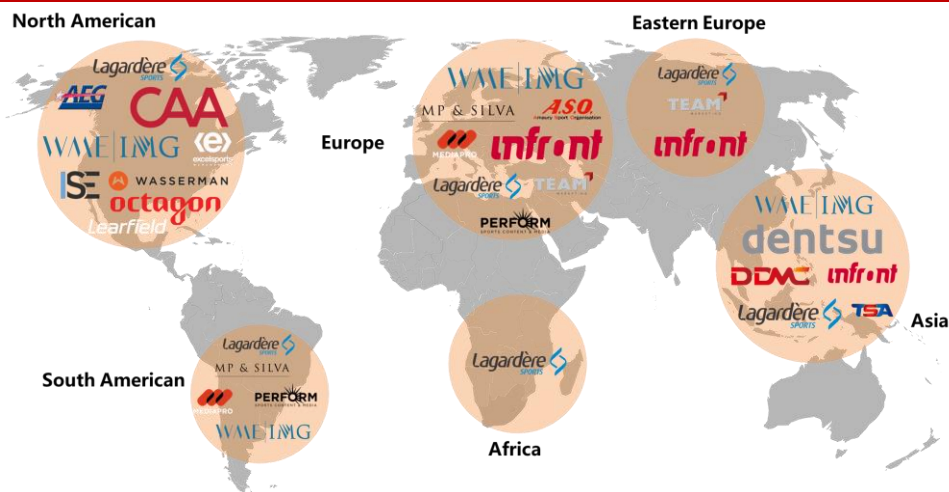 North American
Lagardère
SPORTS
AEG
CAA
WME|IMG
e
excelsports
ISE
WASSERMAN
octagon
Learfield
Europe
WME|IMG
MP & SILVA
A.S.O.
Amaury Sport Organisation
MEDIAPRO
infront
Lagardère
SPORTS
TEAM
MARKETING
PERFORM
SPORTS CONTENT & MEDIA
Eastern Europe
Lagardère
SPORTS
TEAM
MARKETING
infront
WME|IMG
dentsu
DDMC
infront
Lagardère
SPORTS
TSA
Asia
South American
Lagardère
SPORTS
MP & SILVA
MEDIAPRO
PERFORM
SPORTS CONTENT & MEDIA
WME|IMG
Lagardère
SPORTS
Africa